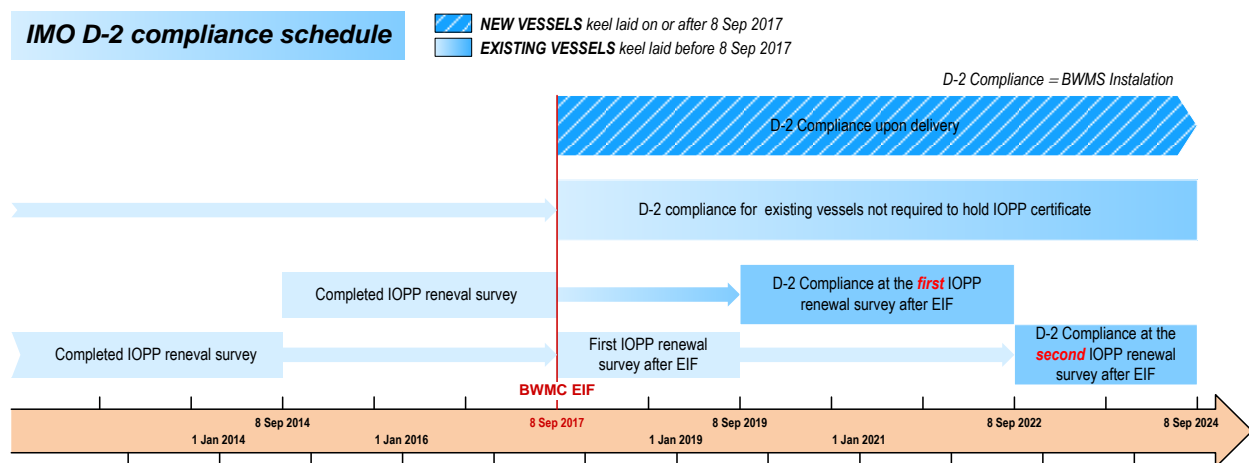 IMO D-2 compliance schedule
NEW VESSELS keel laid on or after 8 Sep 2017
EXISTING VESSELS keel laid before 8 Sep 2017
D-2 Compliance = BWMS Instalation
D-2 Compliance upon delivery
D-2 compliance for existing vessels not required to hold IOPP certificate
Completed IOPP reneval survey
D-2 Compliance at the first IOPP
renewal survey after EIF
Completed IOPP reneval survey
First IOPP renewal
survey after EIF
D-2 Compliance at the
second IOPP renewal
survey after EIF
BWMC EIF
8 Sep 2014
8 Sep 2017
8 Sep 2019
8 Sep 2022
8 Sep 2024
1 Jan 2014
1 Jan 2016
1 Jan 2019
1 Jan 2021